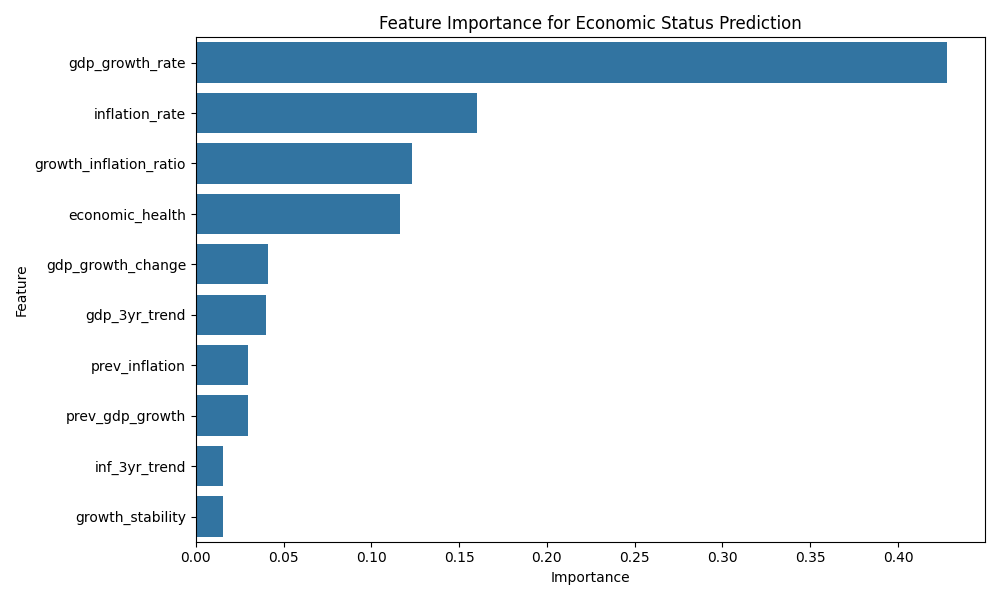 Feature Importance for Economic Status Prediction
gdp_growth_rate
inflation_rate
growth_inflation_ratio
economic_health
gdp_growth_change
gdp_3yr_trend
prev_inflation
prev_gdp_growth
inf_3yr_trend
growth_stability
Feature
0.00 0.05 0.10 0.15 0.20 0.25 0.30 0.35 0.40
Importance